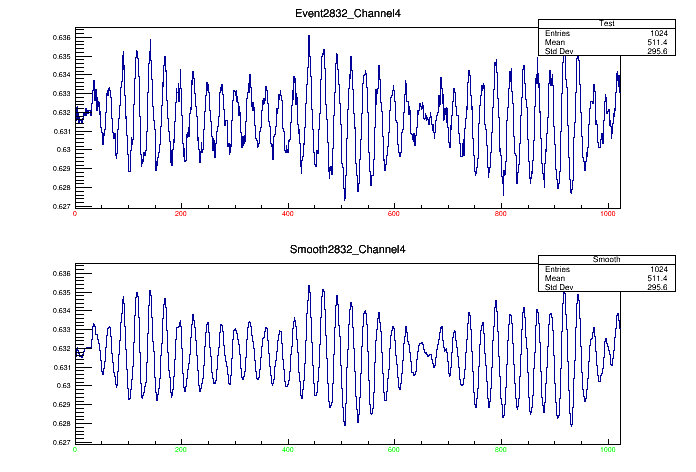 Event2832_Channel4
Test
Entries 1024
Mean 511.4
Std Dev 295.6
0.636
0.635
0.634
0.633
0.632
0.631
0.63
0.629
0.628
0.627
0 200 400 600 800 1000
Smooth2832_Channel4
Smooth
Entries 1024
Mean 511.4
Std Dev 295.6
0.636
0.635
0.634
0.633
0.632
0.631
0.63
0.629
0.628
0.627
0 200 400 600 800 1000